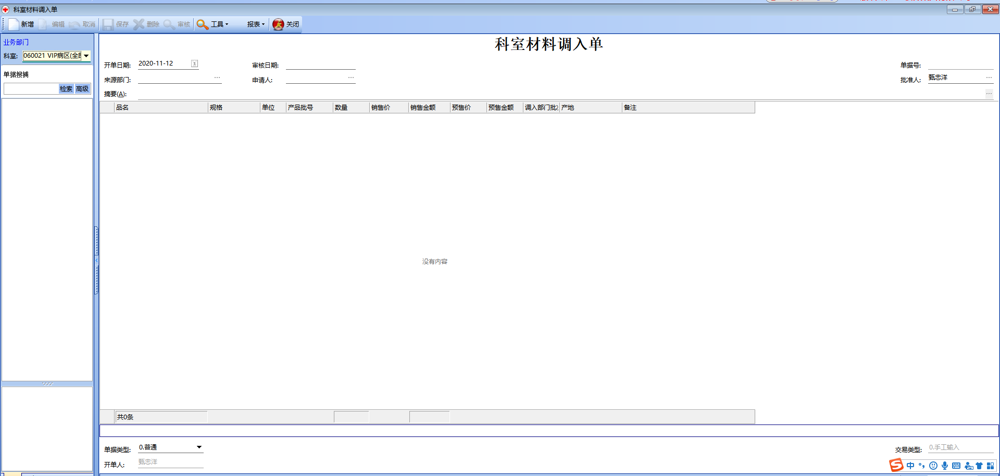 科室材料调入单
新增 编辑 取消 保存 删除 审核 工具 报表 关闭
业务部门
科室: 060021 VIP病区(全部
单据搜捕
检索 高级
科室材料调入单
开单日期: 2020-11-12 审核日期: 单据号:
来源部门: 申请人: 批准人: 甄忠洋
摘要(A):
品名 规格 单位 产品批号 数量 销售价 销售金额 预售价 预售金额 调入部门批 产地 备注
没有内容
共0条
单据类型: 0.普通 交易类型: 0.手工输入
开单人: 甄忠洋
中